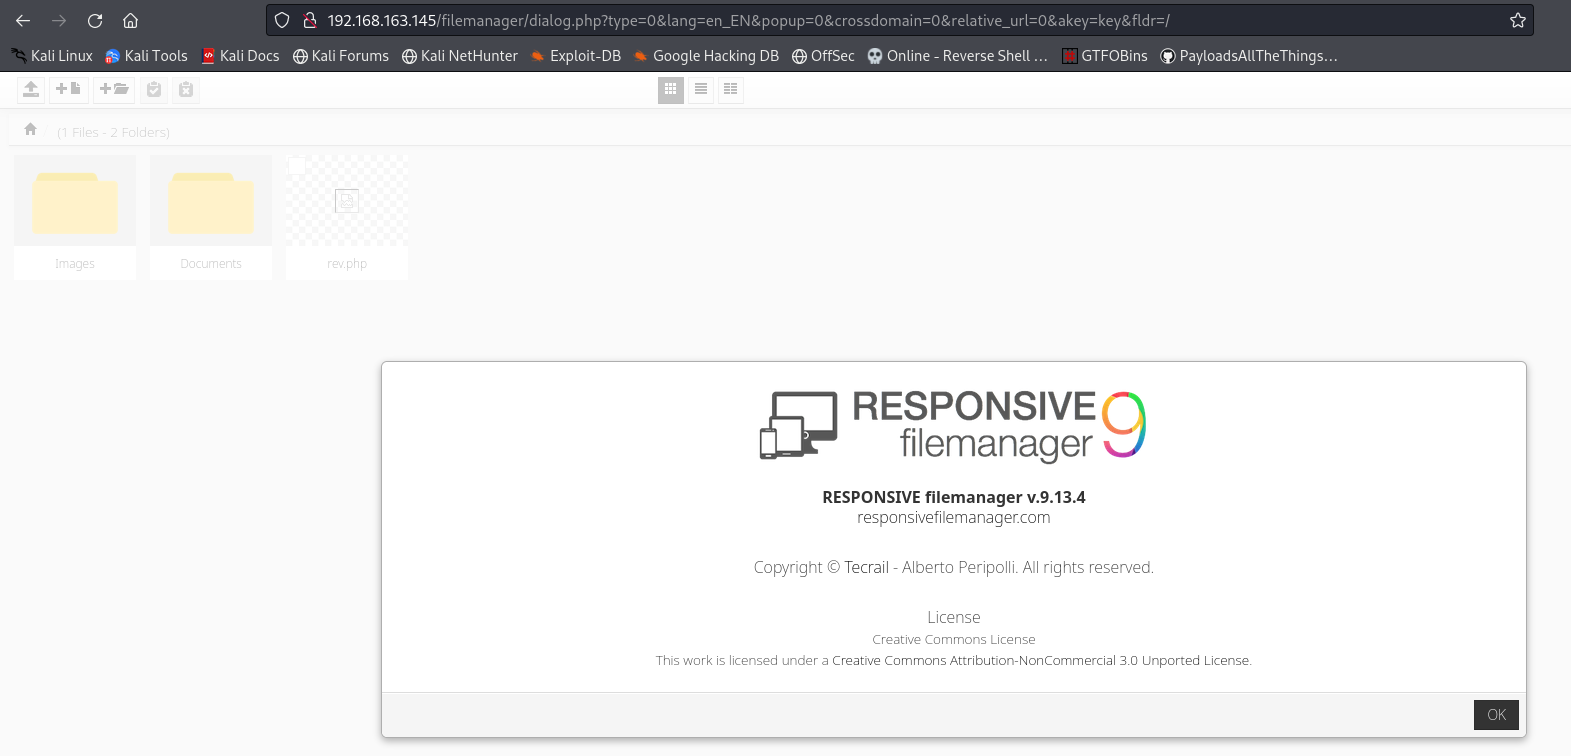 192.168.163.145/filemanager/dialog.php?type=0&lang=en_EN&popup=0&crossdomain=0&relative_url=0&akey=key&fldr=/
Kali Linux Kali Tools Kali Docs Kali Forums Kali NetHunter Exploit-DB Google Hacking DB OffSec Online - Reverse Shell … GTFOBins PayloadsAllTheThings…
(1 Files - 2 Folders)
Images Documents rev.php
RESPONSIVE 9
filemanager
RESPONSIVE filemanager v.9.13.4
responsivefilemanager.com
Copyright © Tecrail - Alberto Peripolli. All rights reserved.
License
Creative Commons License
This work is licensed under a Creative Commons Attribution-NonCommercial 3.0 Unported License.
OK